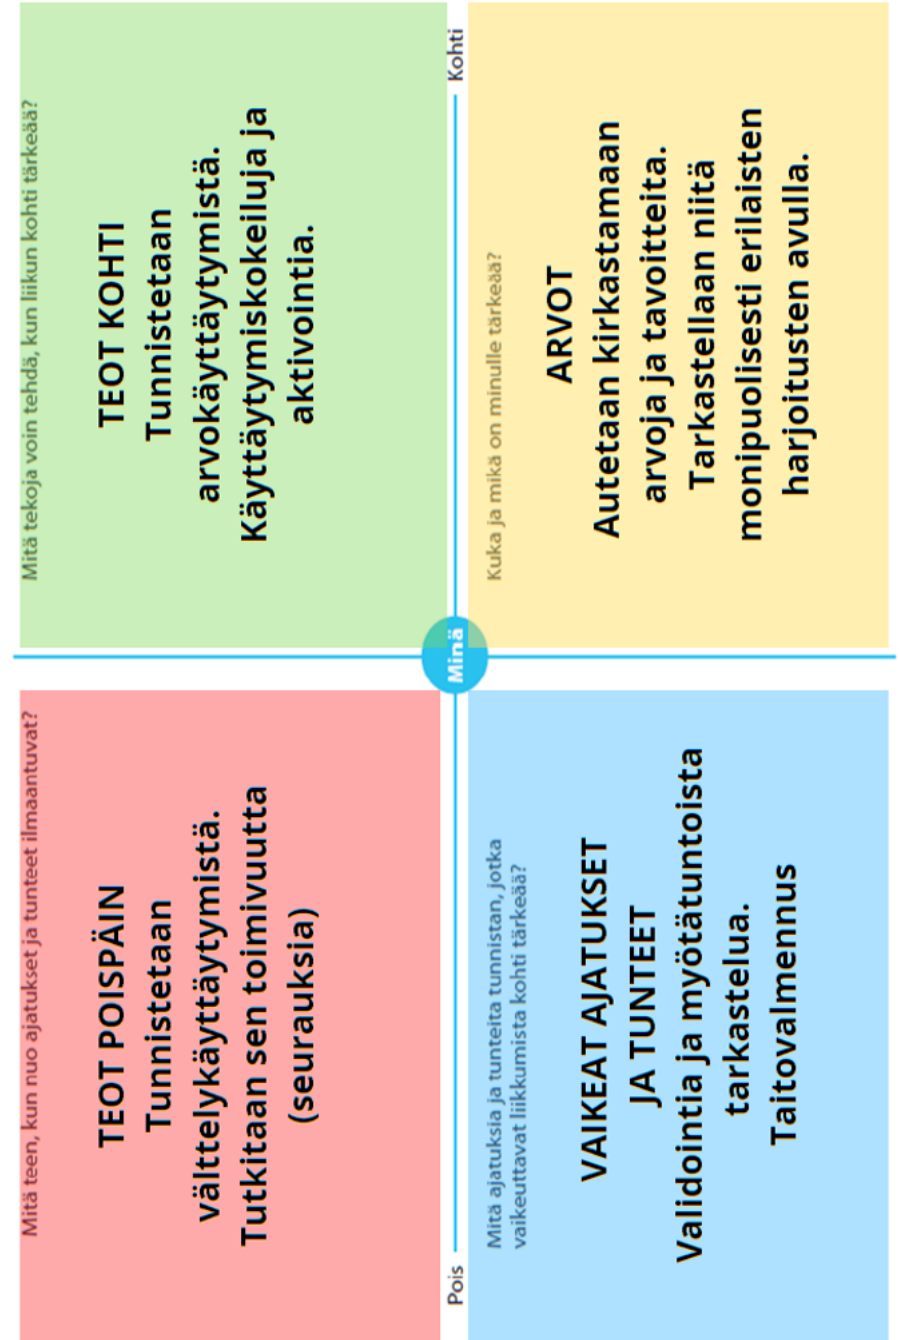 Mitä teen, kun nuo ajatukset ja tunteet ilmaantuvat?
TEOT POISPÄIN
Tunnistetaan
välttelykäyttäytymistä.
Tutkitaan sen toimivuutta
(seurauksia)
Mitä tekoja voin tehdä, kun liikun kohti tärkeää?
TEOT KOHTI
Tunnistetaan
arvokäyttäytymistä.
Käyttäytymiskokeiluja ja
aktivointia.
Pois
Minä
Kohti
Mitä ajatuksia ja tunteita tunnistan, jotka
vaikeuttavat liikkumista kohti tärkeää?
VAIKEAT AJATUKSET
JA TUNTEET
Validointia ja myötätuntoista
tarkastelua.
Taitovalmennus
Kuka ja mikä on minulle tärkeää?
ARVOT
Autetaan kirkastamaan
arvoja ja tavoitteita.
Tarkastellaan niitä
monipuolisesti erilaisten
harjoitusten avulla.